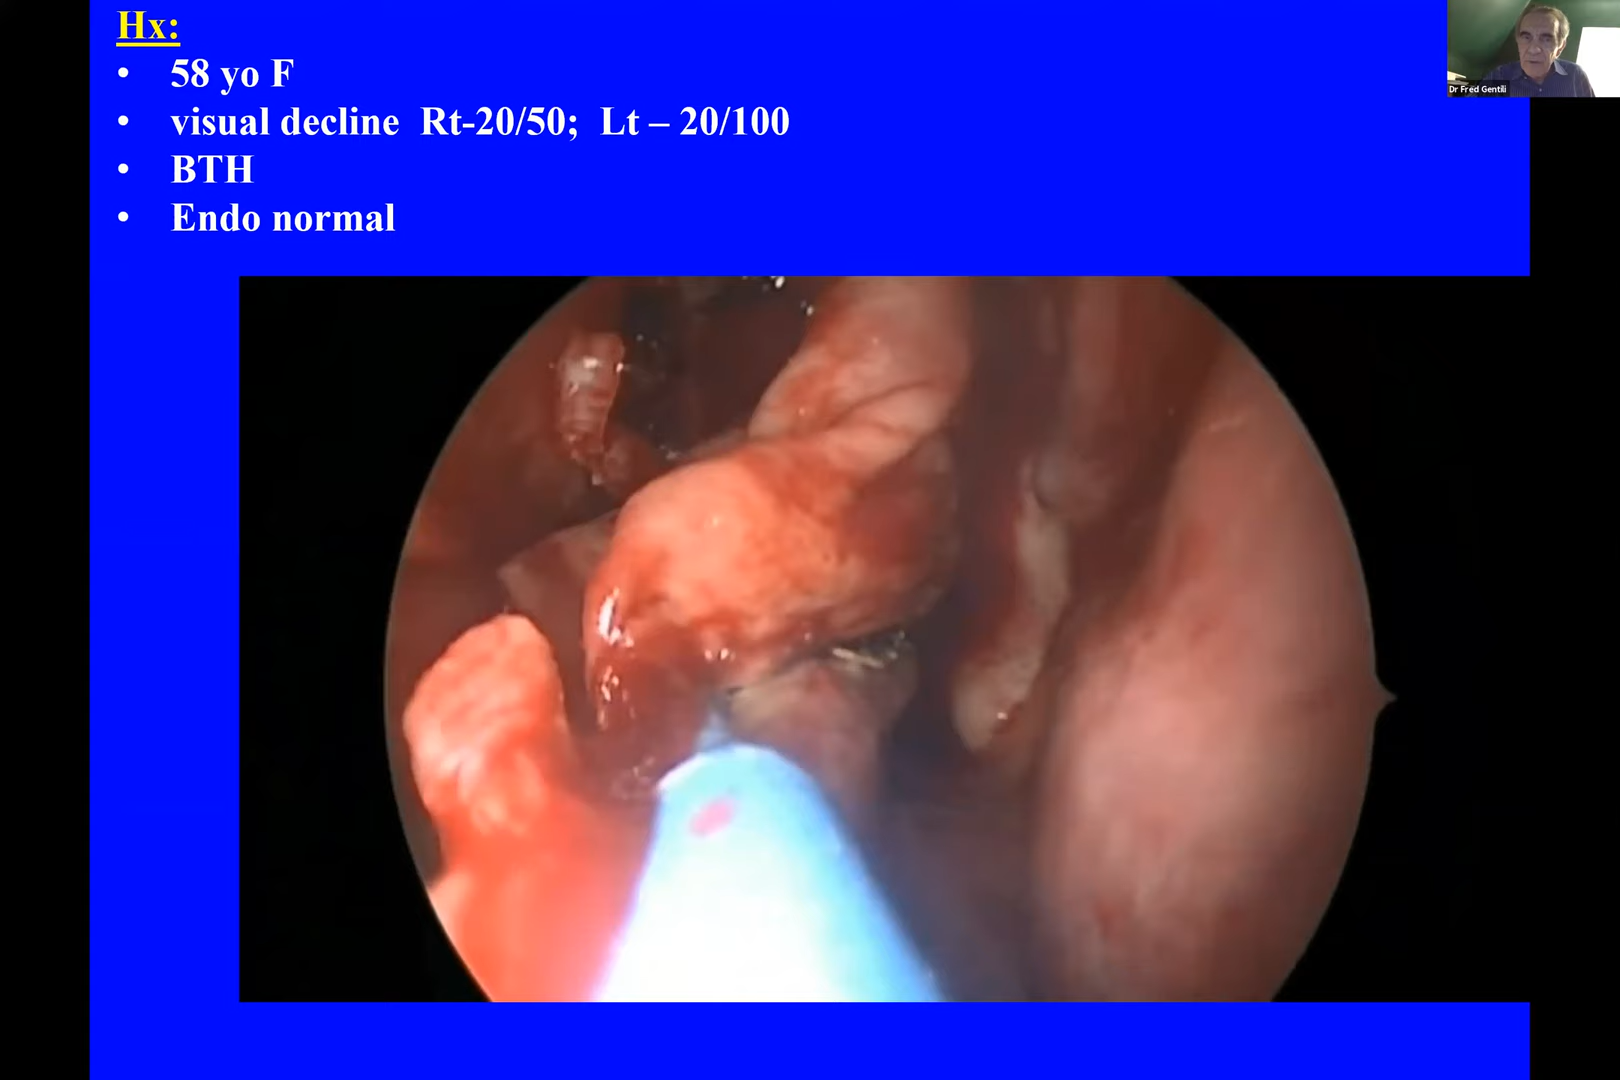 Hx:
• 58 yo F
• visual decline Rt-20/50; Lt – 20/100
• BTH
• Endo normal
Dr Fred Gentili